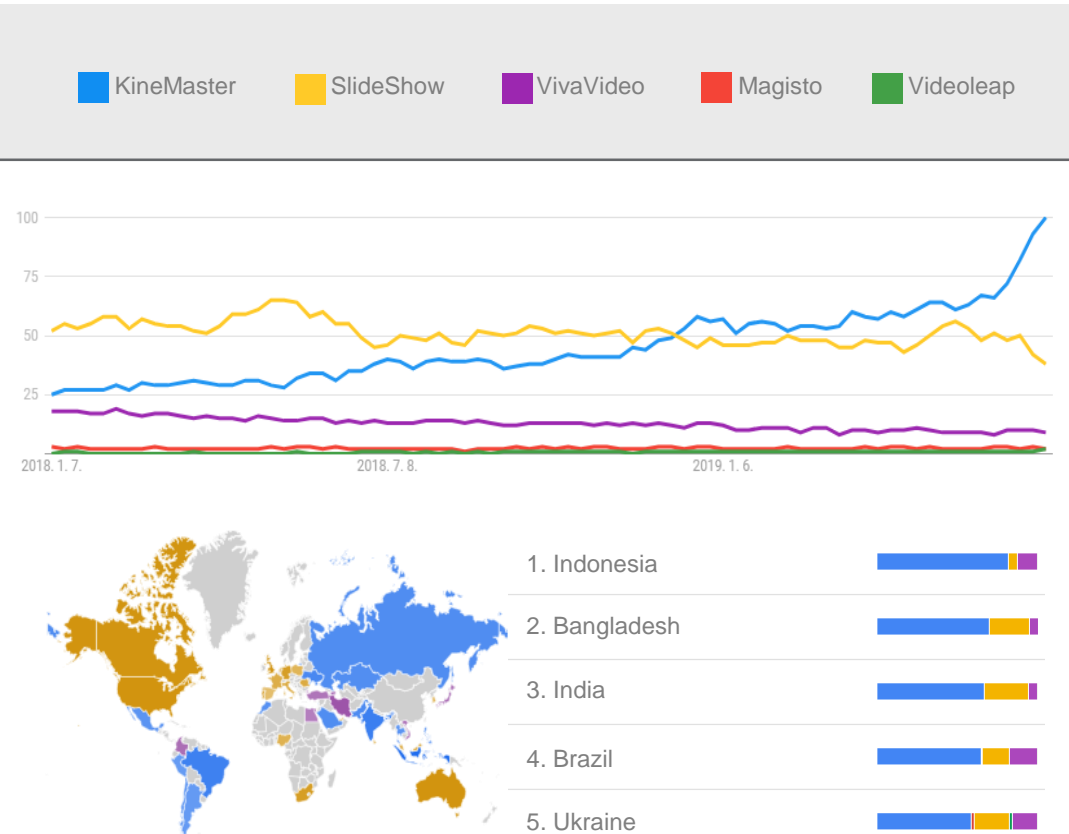 KineMaster SlideShow VivaVideo Magisto Videoleap
100
75
50
25
2018. 1. 7. 2018. 7. 8. 2019. 1. 6.
1. Indonesia
2. Bangladesh
3. India
4. Brazil
5. Ukraine